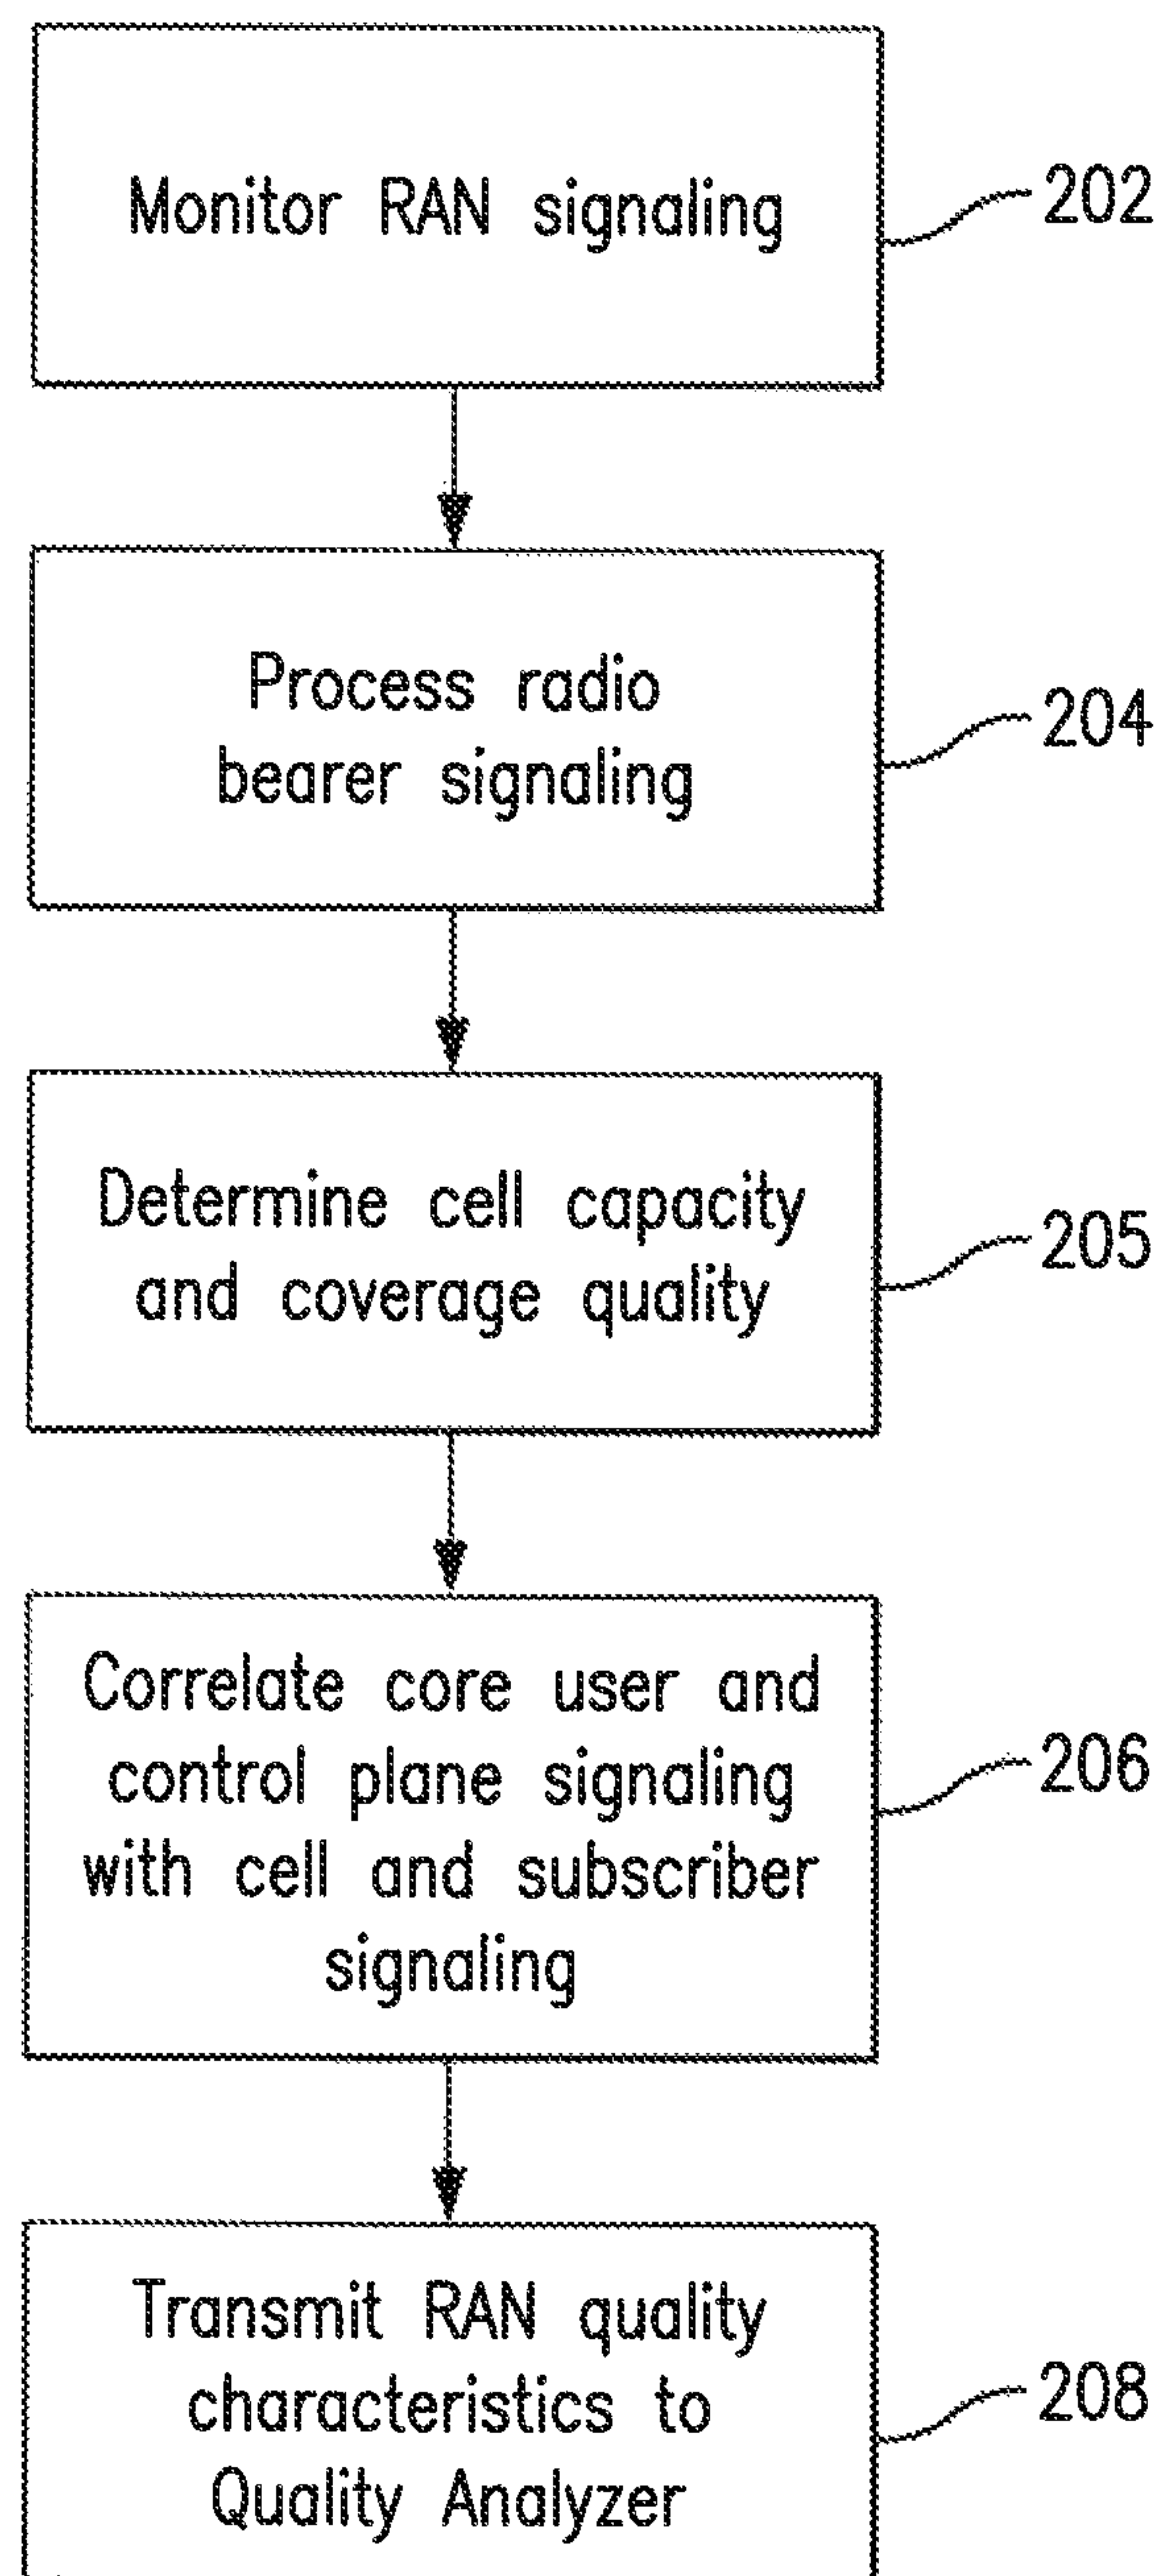 Monitor RAN signaling
202
Process radio
bearer signaling
204
Determine cell capacity
and coverage quality
205
Correlate core user and
control plane signaling
with cell and subscriber
signaling
206
Transmit RAN quality
characteristics to
Quality Analyzer
208